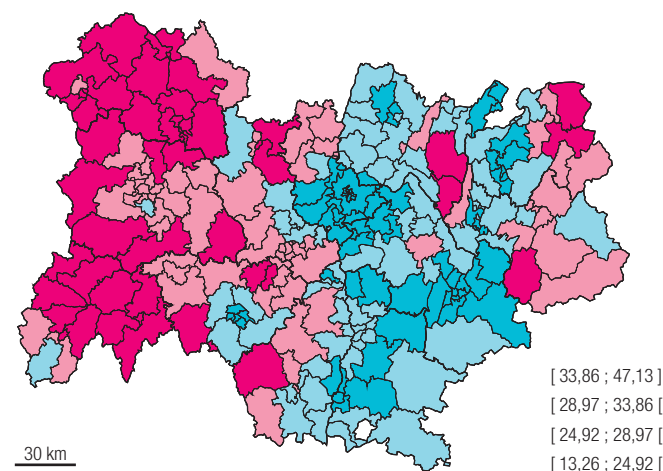 [ 33,86 ; 47,13 ]
[ 28,97 ; 33,86 [
[ 24,92 ; 28,97 [
[ 13,26 ; 24,92 [
30 km